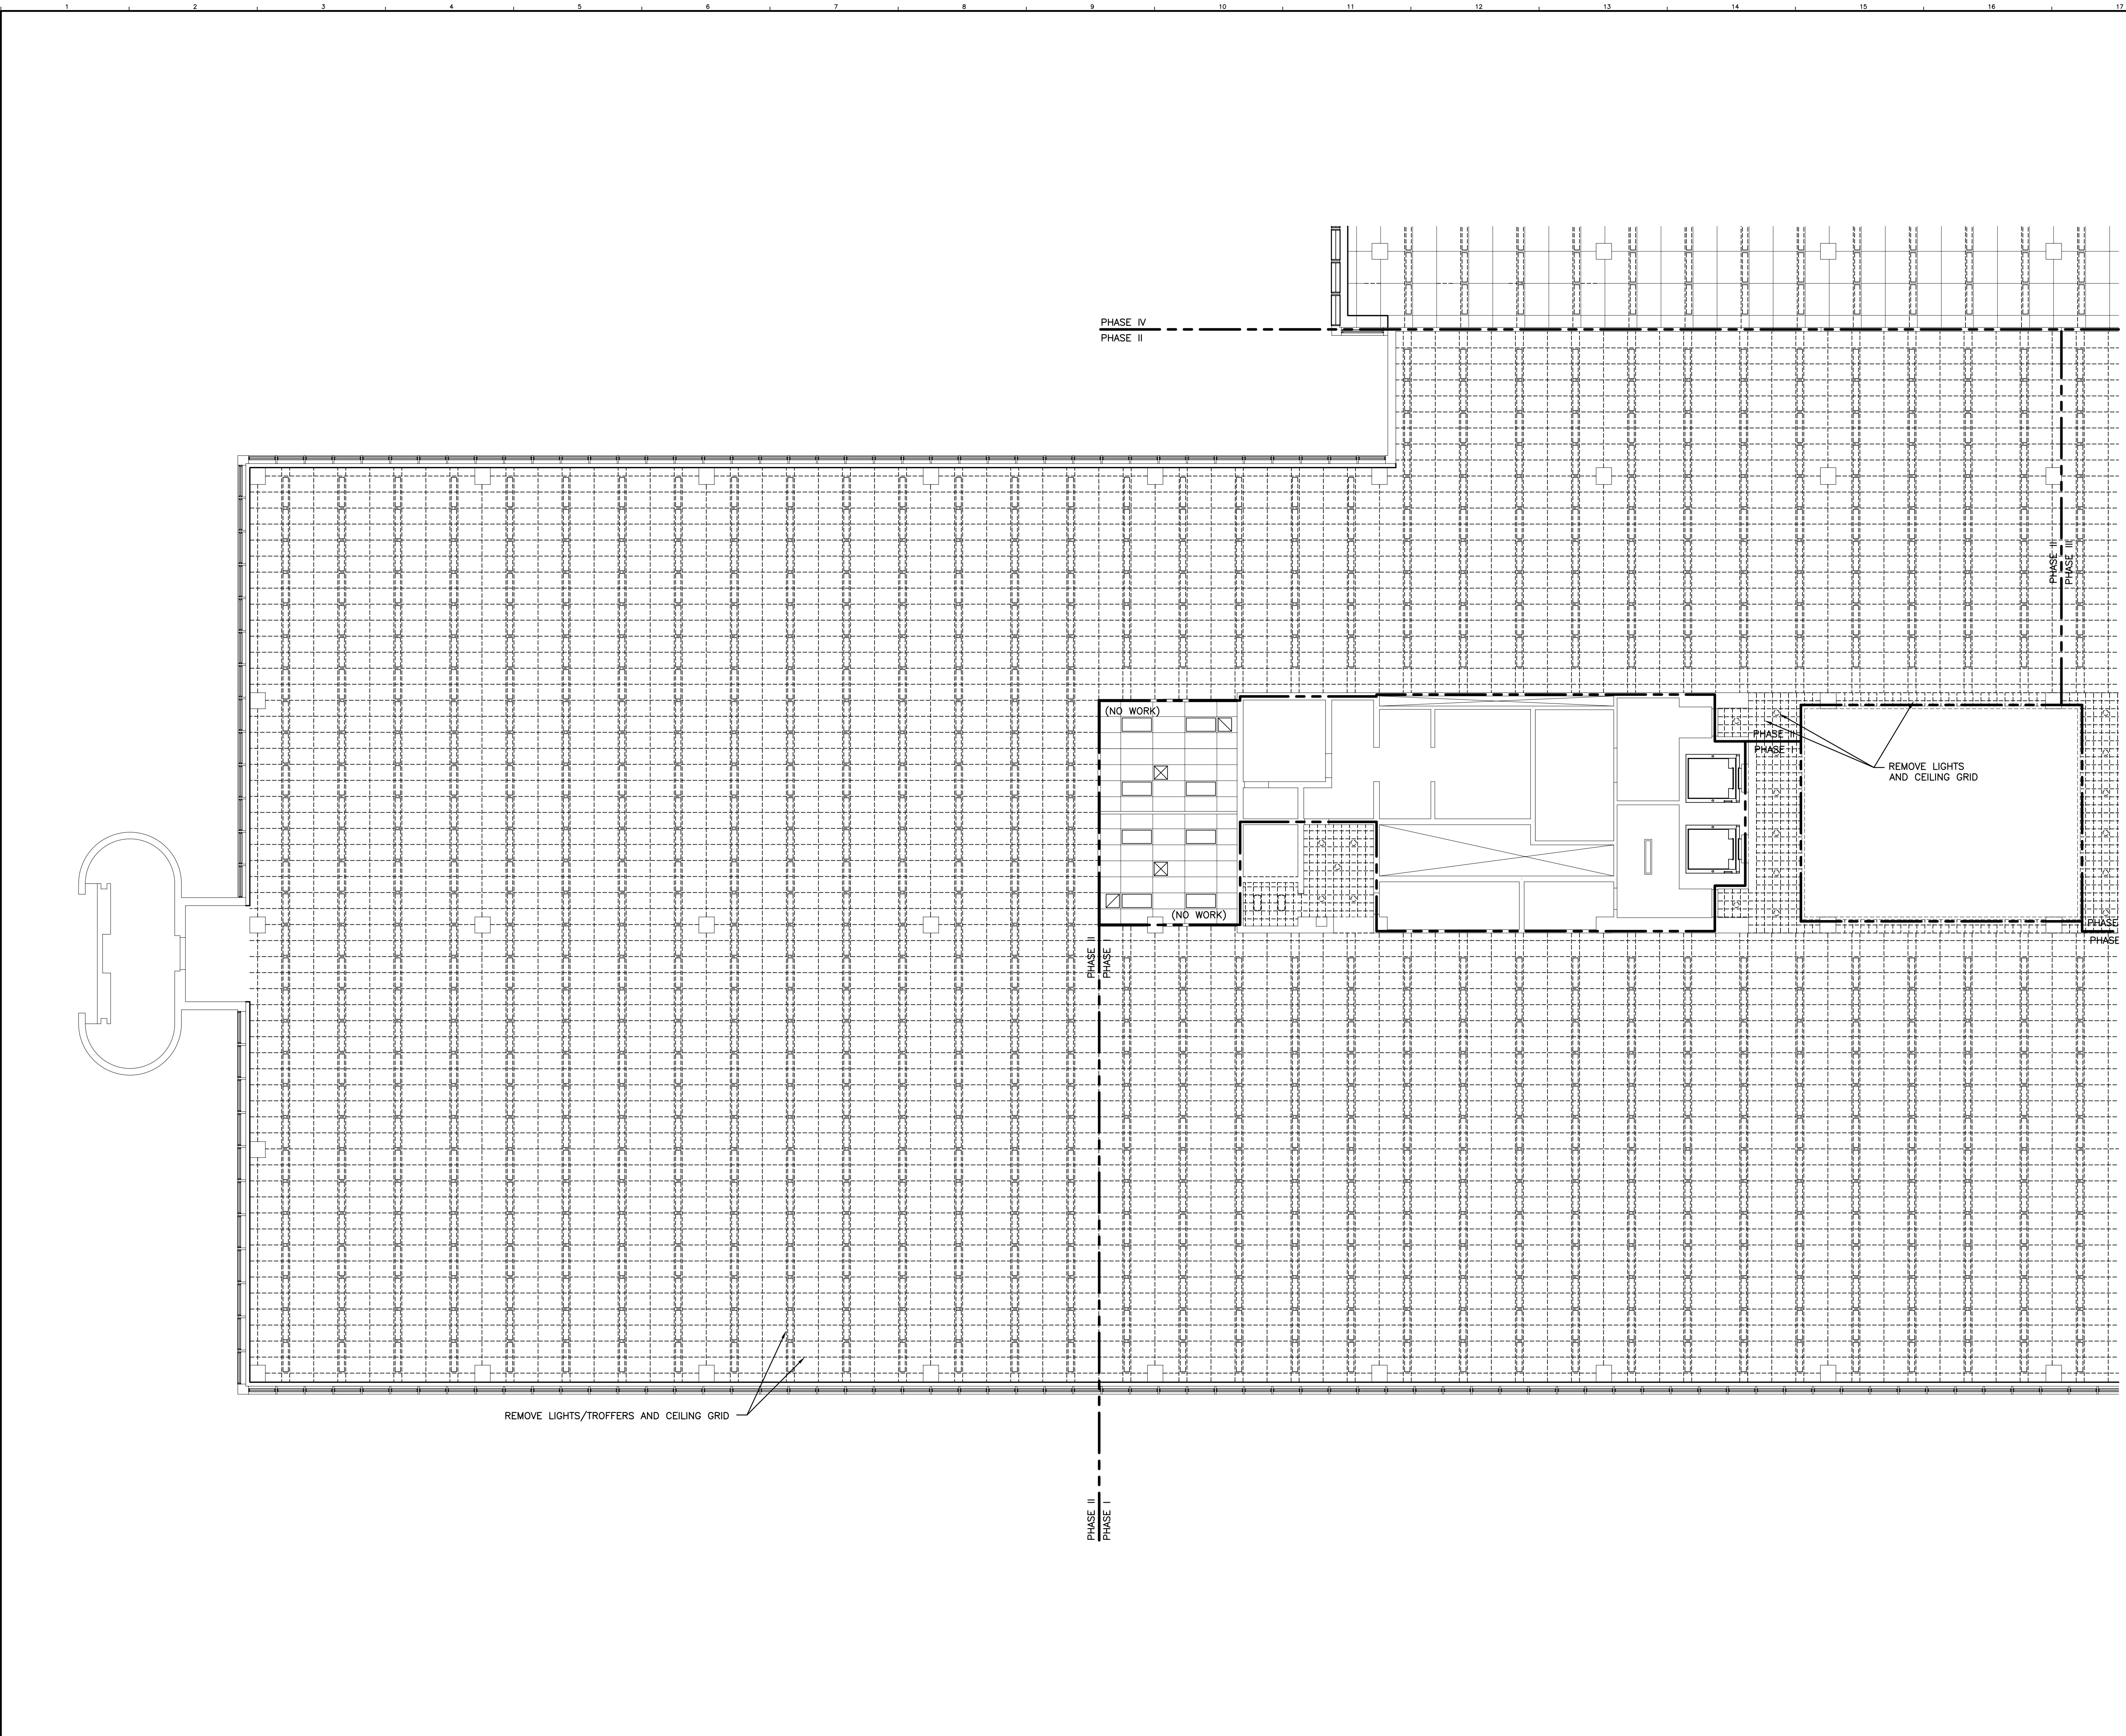 1 2 3 4 5 6 7 8 9 10 11 12 13 14 15 16 17
PHASE IV
PHASE II
PHASE II
PHASE III
(NO WORK)
PHASE II
PHASE I
REMOVE LIGHTS
AND CEILING GRID
(NO WORK)
PHASE
PHASE
PHASE II
PHASE I
REMOVE LIGHTS/TROFFERS AND CEILING GRID
PHASE II
PHASE I